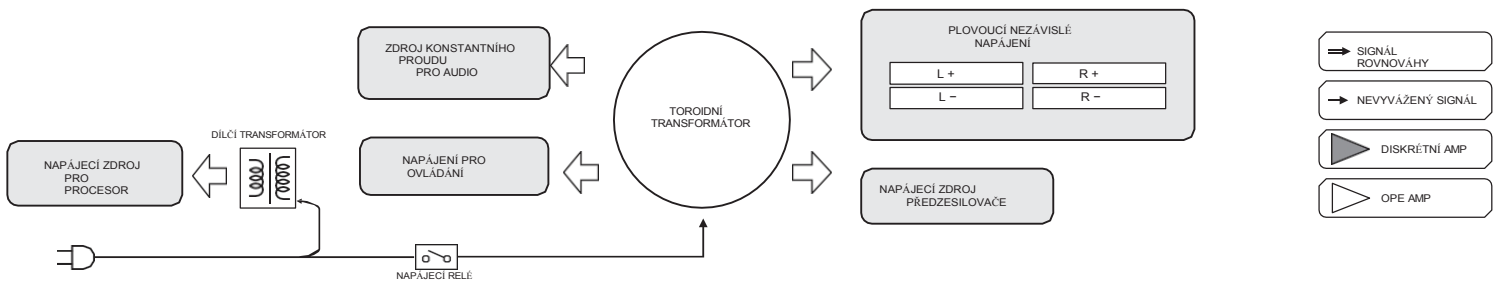 ZDROJ KONSTANTNÍHO
PROUDU
PRO AUDIO
PLOVOUCÍ NEZÁVISLÉ
NAPÁJENÍ
L +
R +
L −
R −
TOROIDNÍ
TRANSFORMÁTOR
DÍLČÍ TRANSFORMÁTOR
NAPÁJECÍ ZDROJ
PRO
PROCESOR
NAPÁJENÍ PRO
OVLÁDÁNÍ
NAPÁJECÍ ZDROJ
PŘEDZESILOVAČE
NAPÁJECÍ RELÉ
SIGNÁL
ROVNOVÁHY
NEVYVÁŽENÝ SIGNÁL
DISKRÉTNÍ AMP
OPE AMP